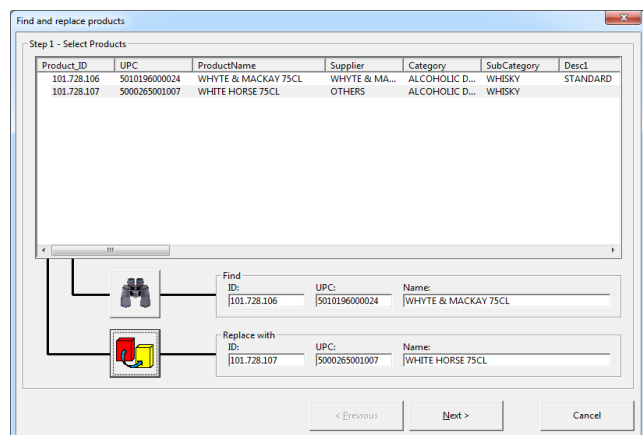 Find and replace products
Step 1 - Select Products
Product_ID UPC ProductName Supplier Category SubCategory Desc1
101.728.106 5010196000024 WHYTE & MACKAY 75CL WHYTE & MA... ALCOHOLIC D... WHISKY STANDARD
101.728.107 5000265001007 WHITE HORSE 75CL OTHERS ALCOHOLIC D... WHISKY
Find
ID: UPC: Name:
101.728.106 5010196000024 WHYTE & MACKAY 75CL
Replace with
ID: UPC: Name:
101.728.107 5000265001007 WHITE HORSE 75CL
< Previous Next > Cancel